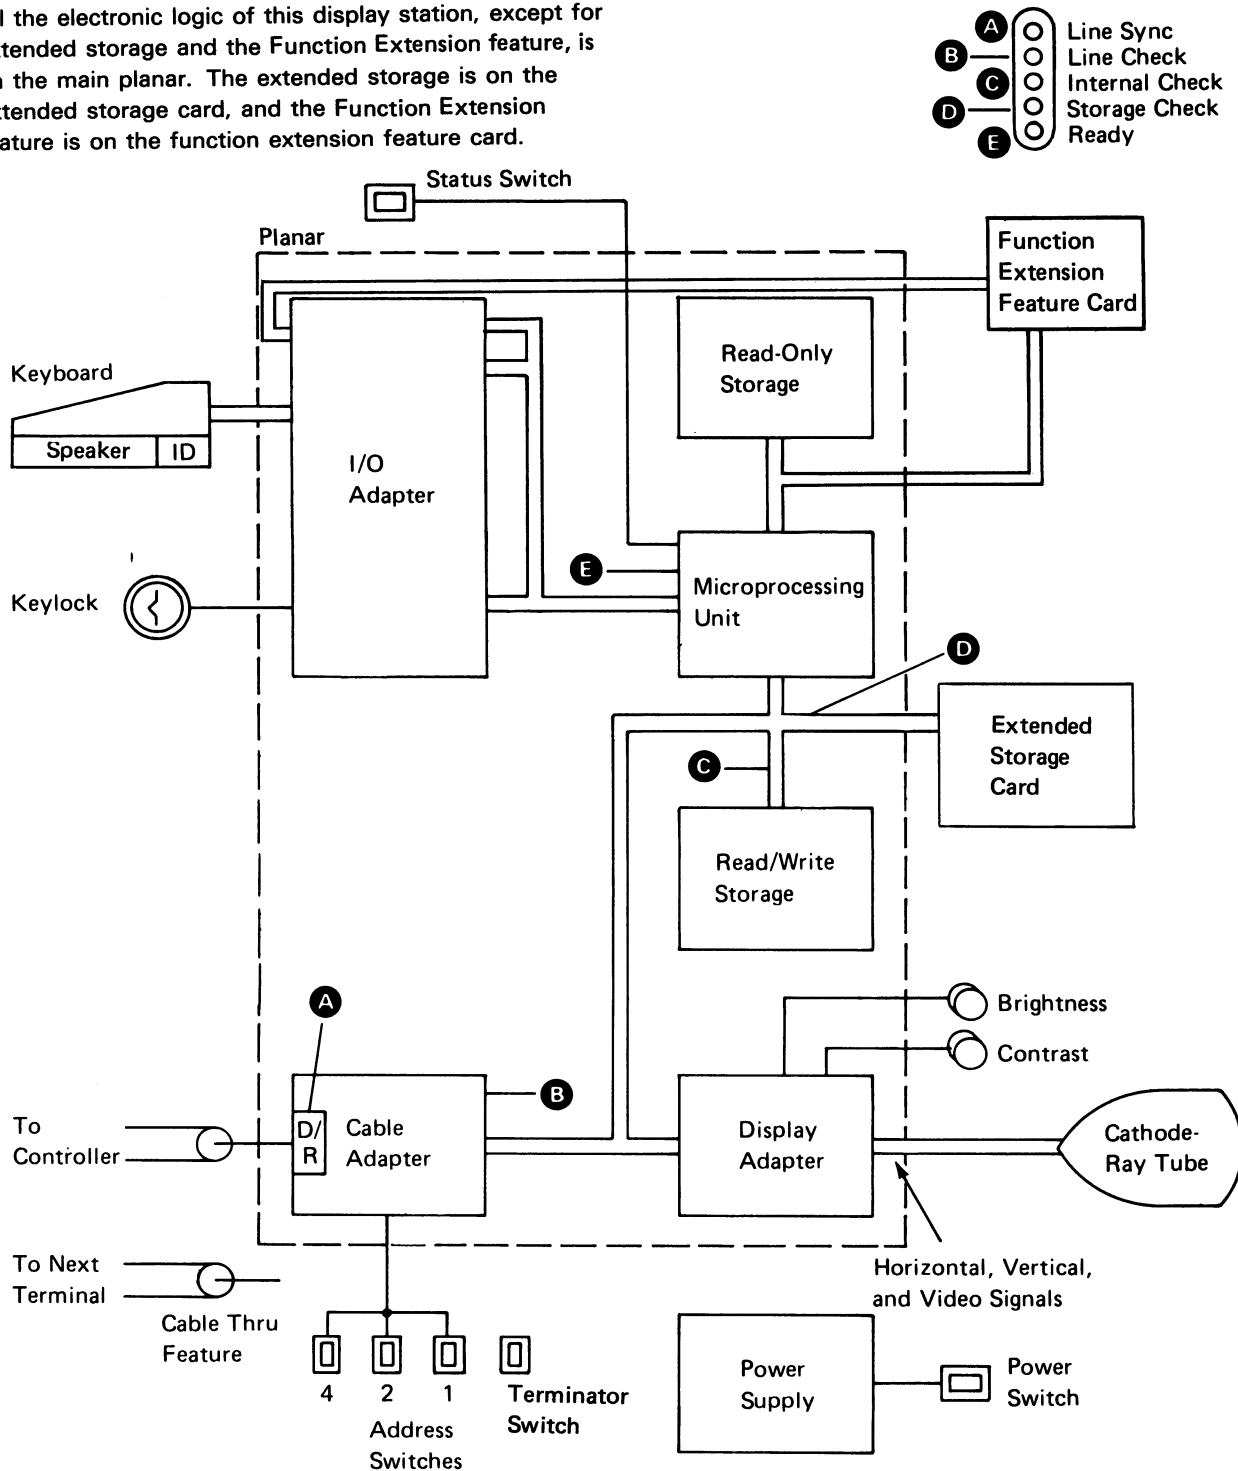 l the electronic logic of this display station, except for
tended storage and the Function Extension feature, is
the main planar. The extended storage is on the
tended storage card, and the Function Extension
ature is on the function extension feature card.
A Line Sync
B Line Check
C Internal Check
D Storage Check
E Ready
Status Switch
Planar
Function
Extension
Feature Card
Read-Only
Storage
Keyboard
Speaker ID
I/O
Adapter
Keylock
E
Microprocessing
Unit
D
Extended
Storage
Card
C
Read/Write
Storage
A
Brightness
Contrast
B
To
Controller
D/
R
Cable
Adapter
Display
Adapter
Cathode-
Ray Tube
To Next
Terminal
Horizontal, Vertical,
and Video Signals
Cable Thru
Feature
4 2 1
Address
Switches
Terminator
Switch
Power
Supply
Power
Switch